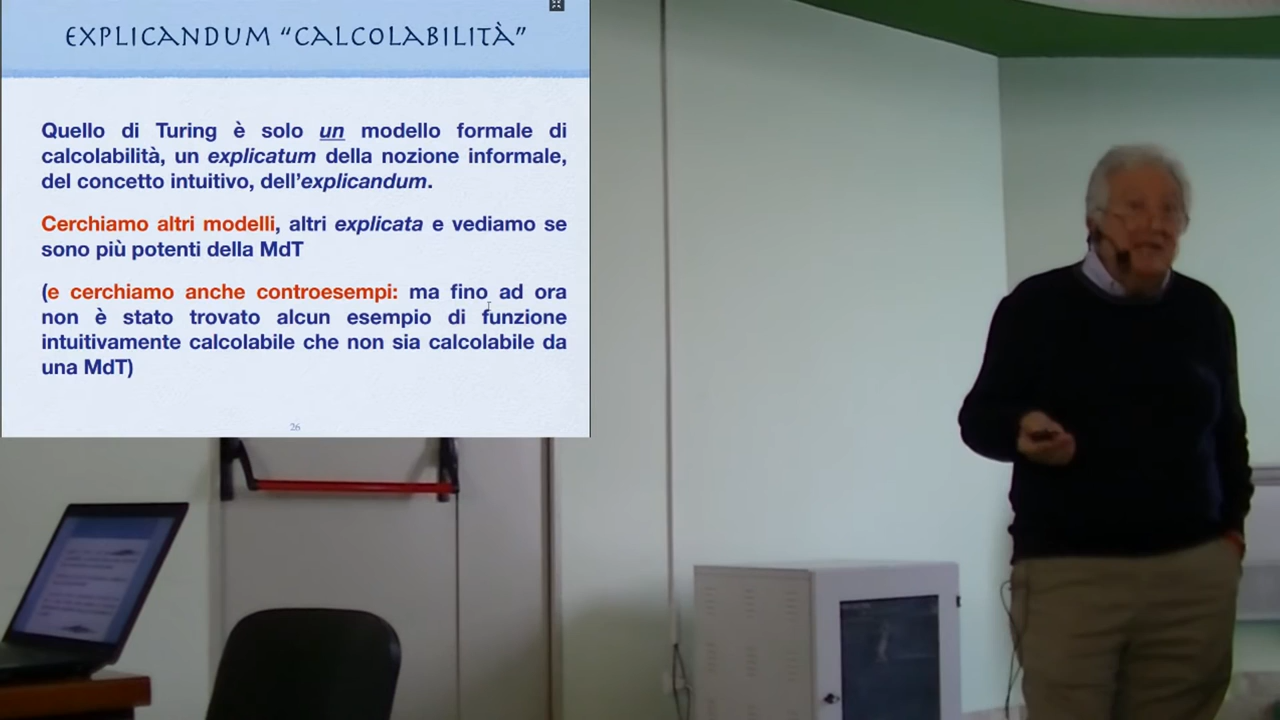 EXPLICANDUM “CALCOLABILITÀ”
Quello di Turing è solo un modello formale di
calcolabilità, un explicatum della nozione informale,
del concetto intuitivo, dell’explicandum.
Cerchiamo altri modelli, altri explicata e vediamo se
sono più potenti della MdT
(e cerchiamo anche controesempi: ma fino ad ora
non è stato trovato alcun esempio di funzione
intuitivamente calcolabile che non sia calcolabile da
una MdT)
26